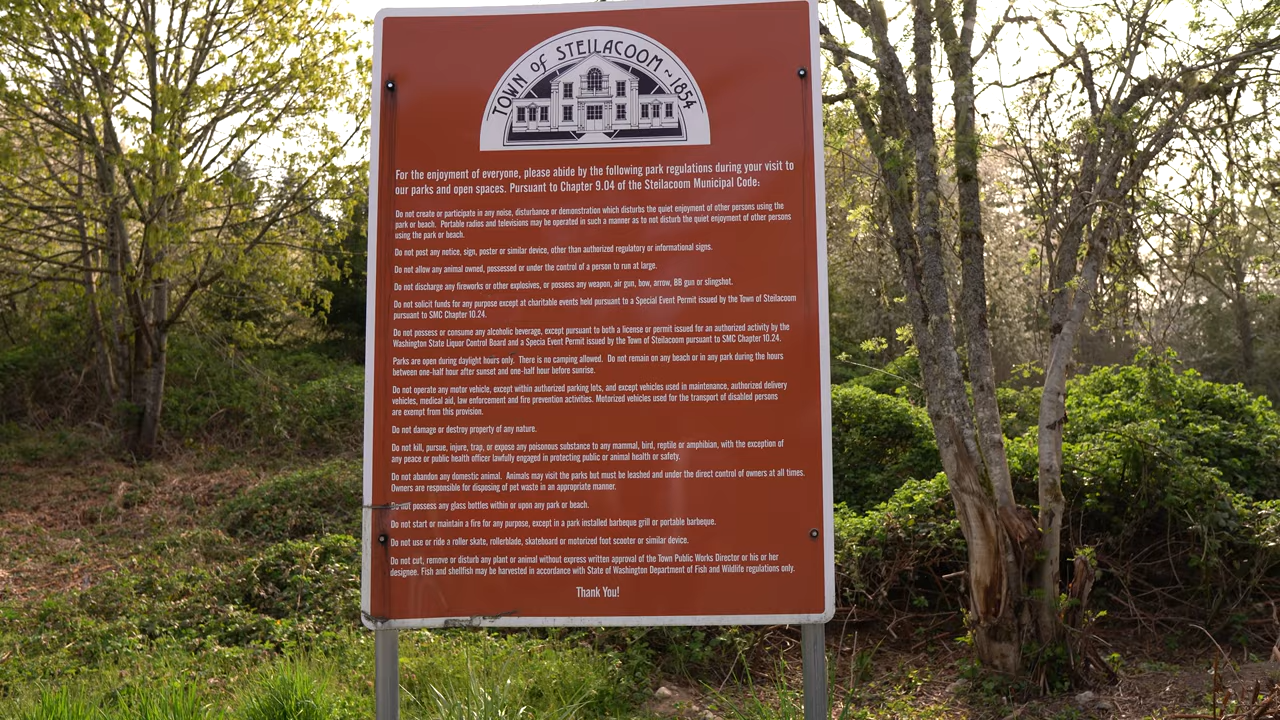 TOWN OF STEILACOOM ~ 1854
For the enjoyment of everyone, please abide by the following park regulations during your visit to
our parks and open spaces. Pursuant to Chapter 9.04 of the Steilacoom Municipal Code:
Do not create or participate in any noise, disturbance or demonstration which disturbs the quiet enjoyment of other persons using the
park or beach. Portable radios and televisions may be operated in such a manner as to not disturb the quiet enjoyment of other persons
using the park or beach.
Do not post any notice, sign, poster or similar device, other than authorized regulatory or informational signs.
Do not allow any animal owned, possessed or under the control of a person to run at large.
Do not discharge any fireworks or other explosives, or possess any weapon, air gun, bow, arrow, BB gun or slingshot.
Do not solicit funds for any purpose except at charitable events held pursuant to a Special Event Permit issued by the Town of Steilacoom
pursuant to SMC Chapter 10.24.
Do not possess or consume any alcoholic beverage, except pursuant to both a license or permit issued for an authorized activity by the
Washington State Liquor Control Board and a Specia Event Permit issued by the Town of Steilacoom pursuant to SMC Chapter 10.24.
Parks are open during daylight hours only. There is no camping allowed. Do not remain on any beach or in any park during the hours
between one-half hour after sunset and one-half hour before sunrise.
Do not operate any motor vehicle, except within authorized parking lots, and except vehicles used in maintenance, authorized delivery
vehicles, medical aid, law enforcement and fire prevention activities. Motorized vehicles used for the transport of disabled persons
are exempt from this provision.
Do not damage or destroy property of any nature.
Do not kill, pursue, injure, trap, or expose any poisonous substance to any mammal, bird, reptile or amphibian, with the exception of
any peace or public health officer lawfully engaged in protecting public or animal health or safety.
Do not abandon any domestic animal. Animals may visit the parks but must be leashed and under the direct control of owners at all times.
Owners are responsible for disposing of pet waste in an appropriate manner.
Do not possess any glass bottles within or upon any park or beach.
Do not start or maintain a fire for any purpose, except in a park installed barbeque grill or portable barbeque.
Do not use or ride a roller skate, rollerblade, skateboard or motorized foot scooter or similar device.
Do not cut, remove or disturb any plant or animal without express written approval of the Town Public Works Director or his or her
designee. Fish and shellfish may be harvested in accordance with State of Washington Department of Fish and Wildlife regulations only.
Thank You!